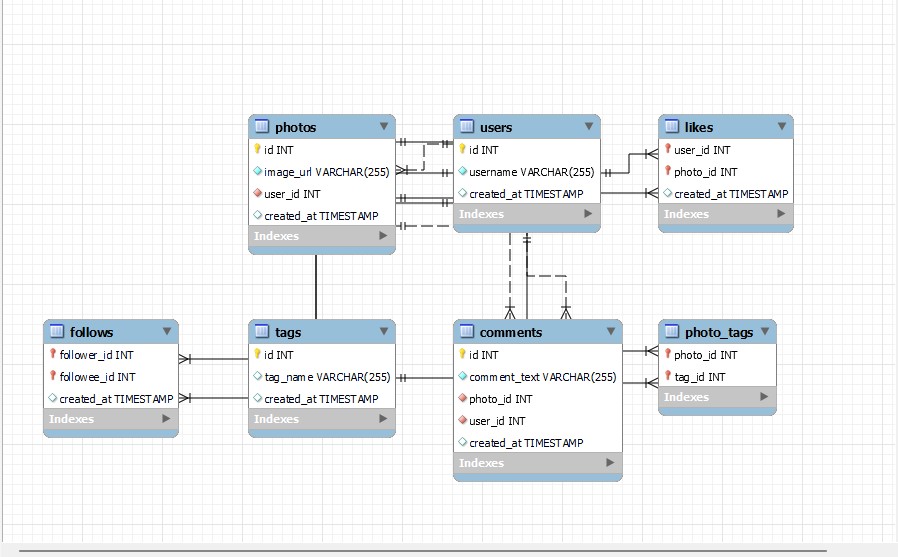 photos
id INT
image_url VARCHAR(255)
user_id INT
created_at TIMESTAMP
Indexes
users
id INT
username VARCHAR(255)
created_at TIMESTAMP
Indexes
likes
user_id INT
photo_id INT
created_at TIMESTAMP
Indexes
follows
follower_id INT
followee_id INT
created_at TIMESTAMP
Indexes
tags
id INT
tag_name VARCHAR(255)
created_at TIMESTAMP
Indexes
comments
id INT
comment_text VARCHAR(255)
photo_id INT
user_id INT
created_at TIMESTAMP
Indexes
photo_tags
photo_id INT
tag_id INT
Indexes